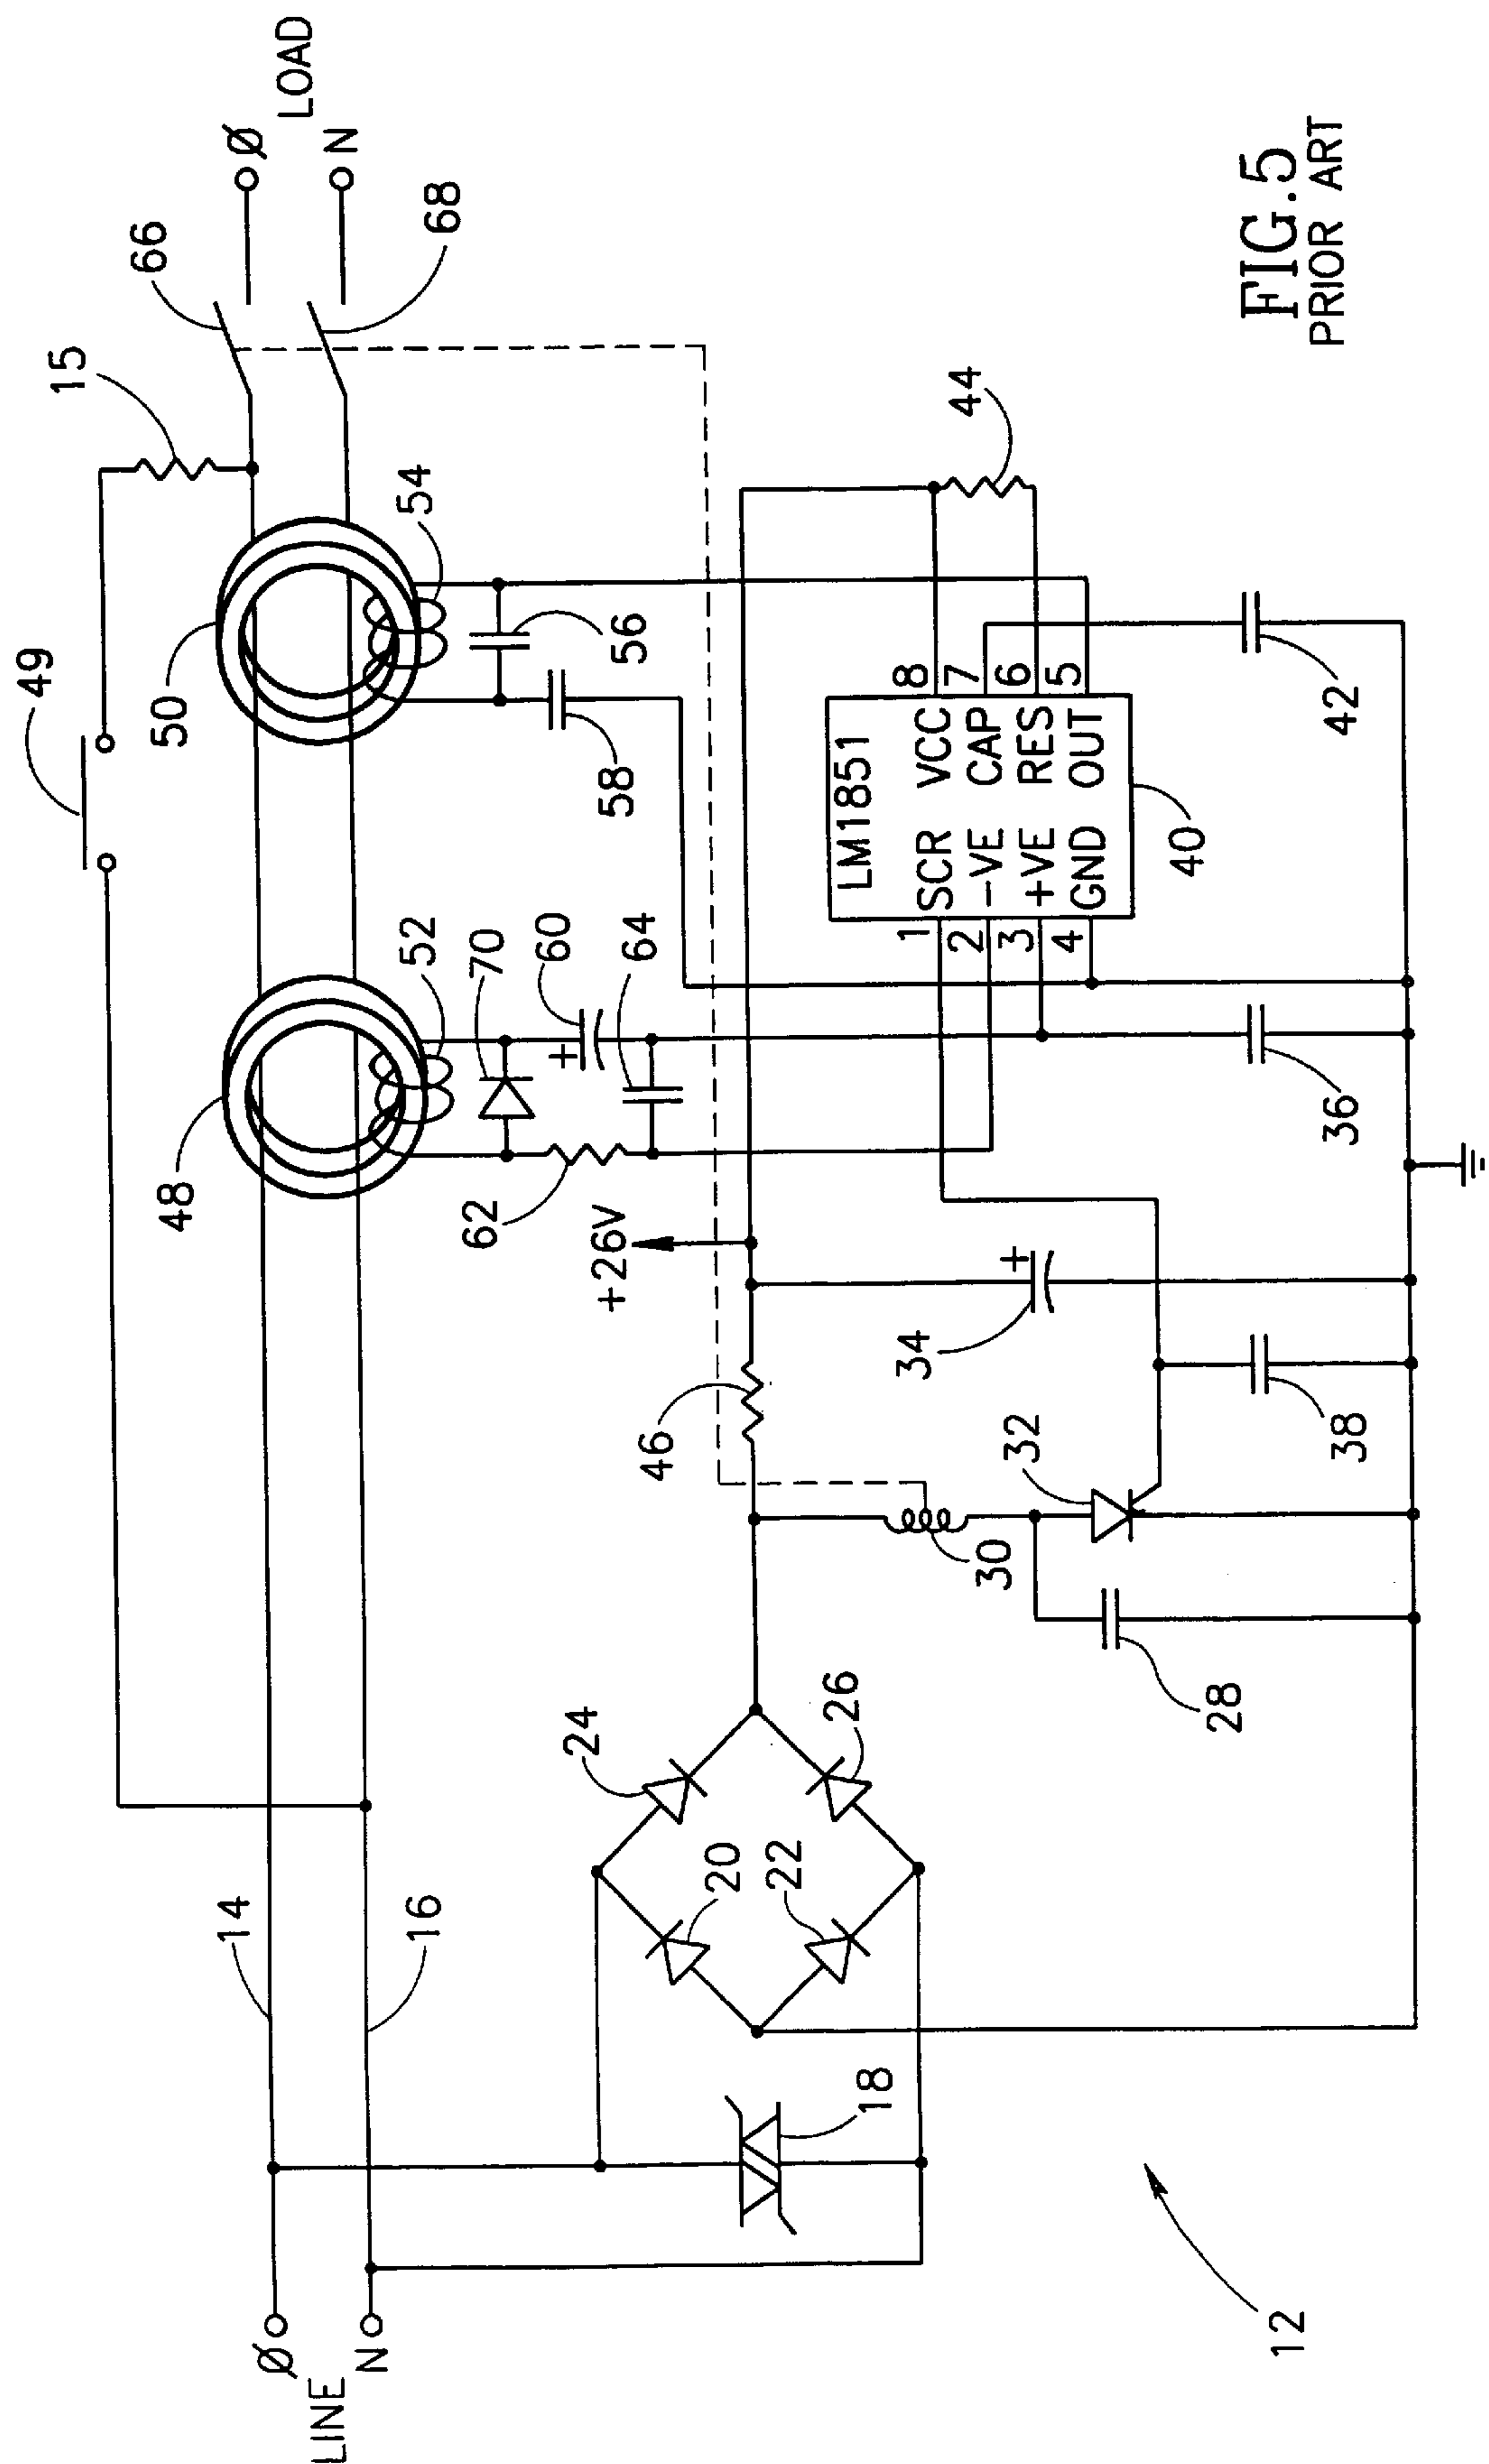 49
15
66
Ø
LOAD
N
68
50
54
48
52
14
16
56
58
70
60
64
62
+26V
Ø
LINE
N
24
20
22
26
18
46
30
32
28
34
38
36
+
+
LM1851
1 SCR VCC 8
2 -VE CAP 7
3 +VE RES 6
4 GND OUT 5
40
44
42
12
FIG.5
PRIOR ART